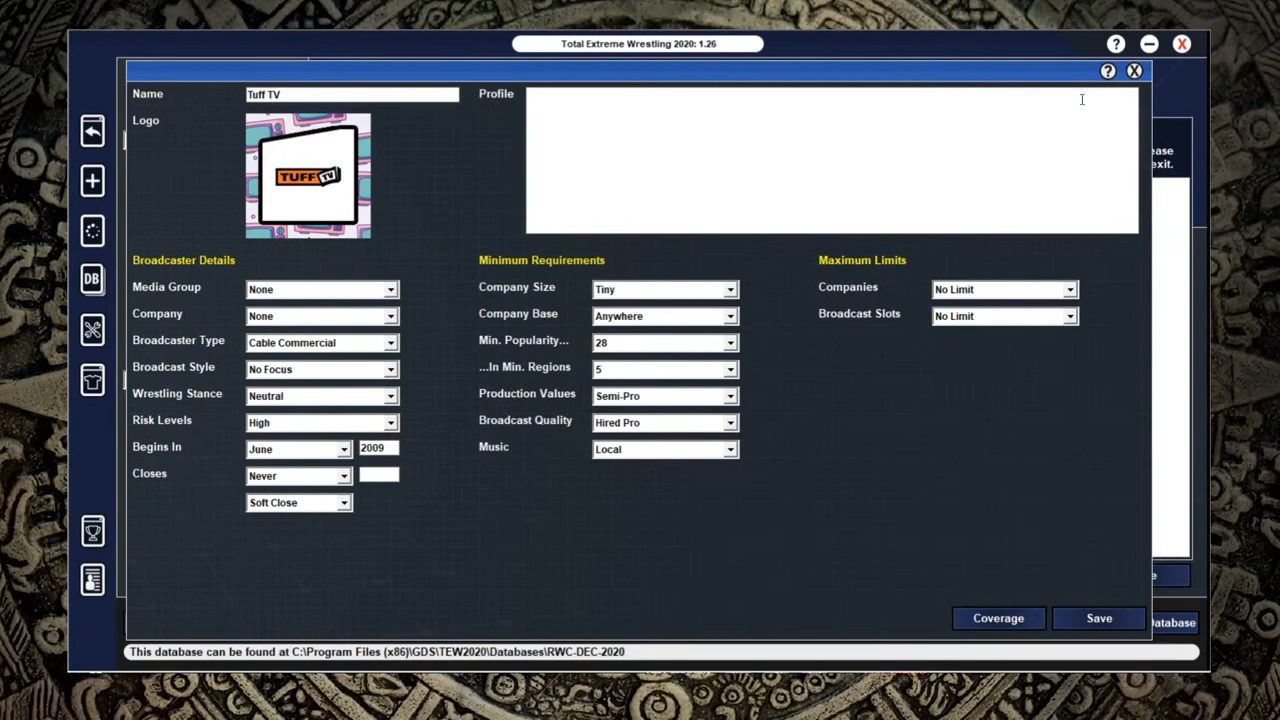 Total Extreme Wrestling 2020: 1.26
? X
? X
Name Tuff TV Profile
Logo
TUFF TV
ease
exit.
DB
Broadcaster Details Minimum Requirements Maximum Limits
Media Group None Company Size Tiny Companies No Limit
Company None Company Base Anywhere Broadcast Slots No Limit
Broadcaster Type Cable Commercial Min. Popularity... 28
Broadcast Style No Focus ...In Min. Regions 5
Wrestling Stance Neutral Production Values Semi-Pro
Risk Levels High Broadcast Quality Hired Pro
Begins In June 2009 Music Local
Closes Never
Soft Close
e
Coverage Save Database
This database can be found at C:\Program Files (x86)\GDS\TEW2020\Databases\RWC-DEC-2020